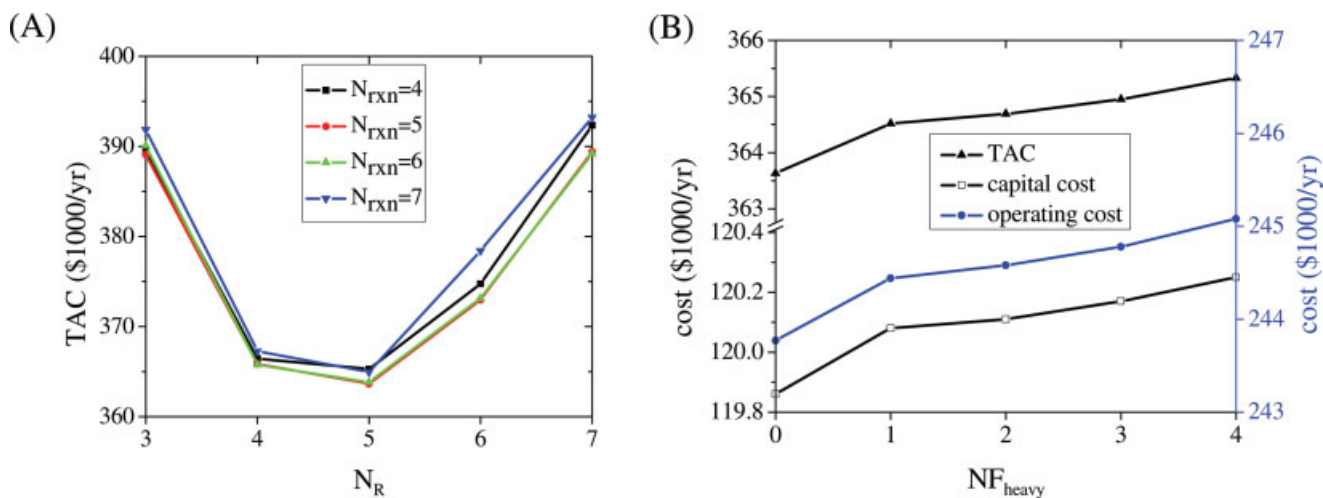 (A)
400
390
380
370
360
TAC ($1000/yr)
N_rxn=4
N_rxn=5
N_rxn=6
N_rxn=7
3 4 5 6 7
N_R
(B)
366
365
364
363
120.4
120.2
120.0
119.8
cost ($1000/yr)
TAC
capital cost
operating cost
247
246
245
244
243
cost ($1000/yr)
0 1 2 3 4
NF_heavy